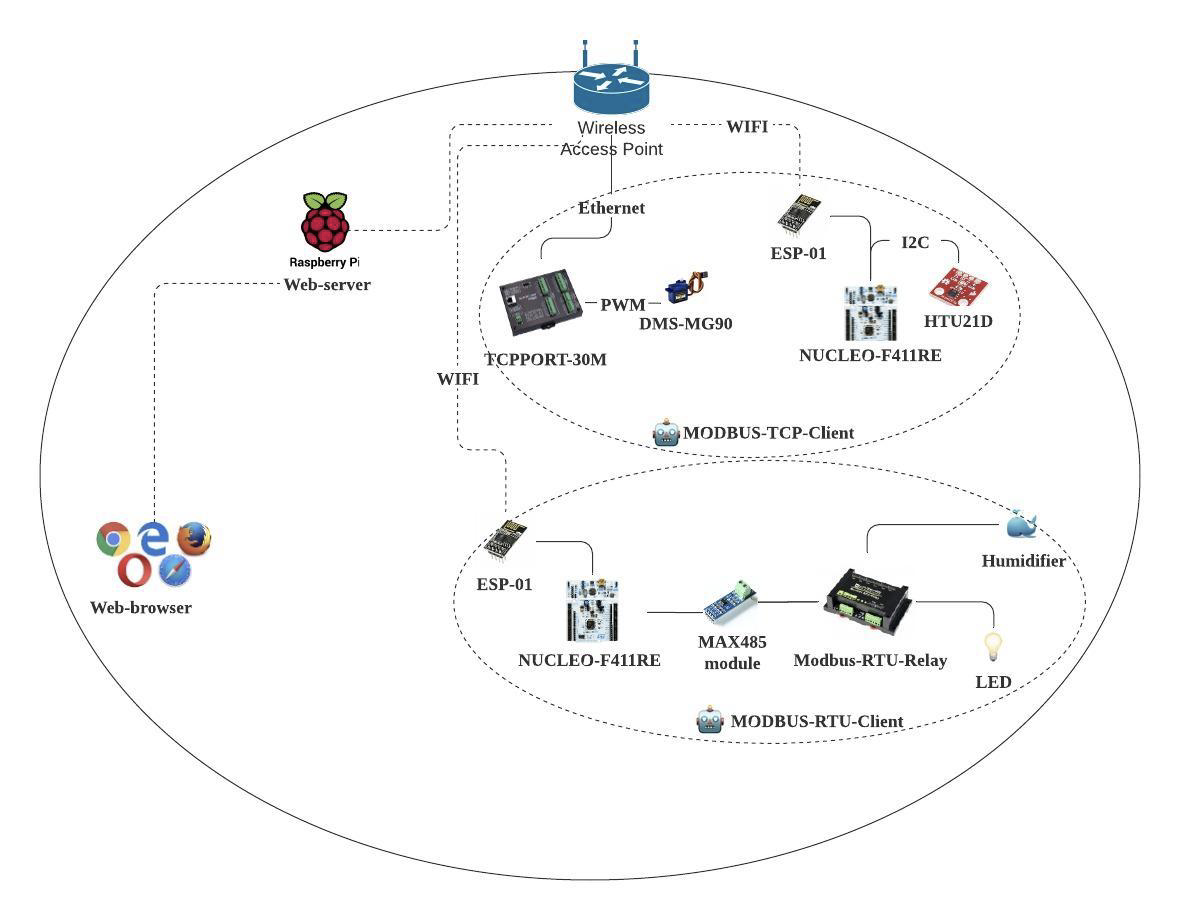 Wireless
Access Point
WIFI
Raspberry Pi
Web-server
Ethernet
ESP-01
I2C
HTU21D
PWM
DMS-MG90
TCPPORT-30M
NUCLEO-F411RE
WIFI
MODBUS-TCP-Client
Web-browser
ESP-01
NUCLEO-F411RE
MAX485
module
Modbus-RTU-Relay
Humidifier
LED
MODBUS-RTU-Client